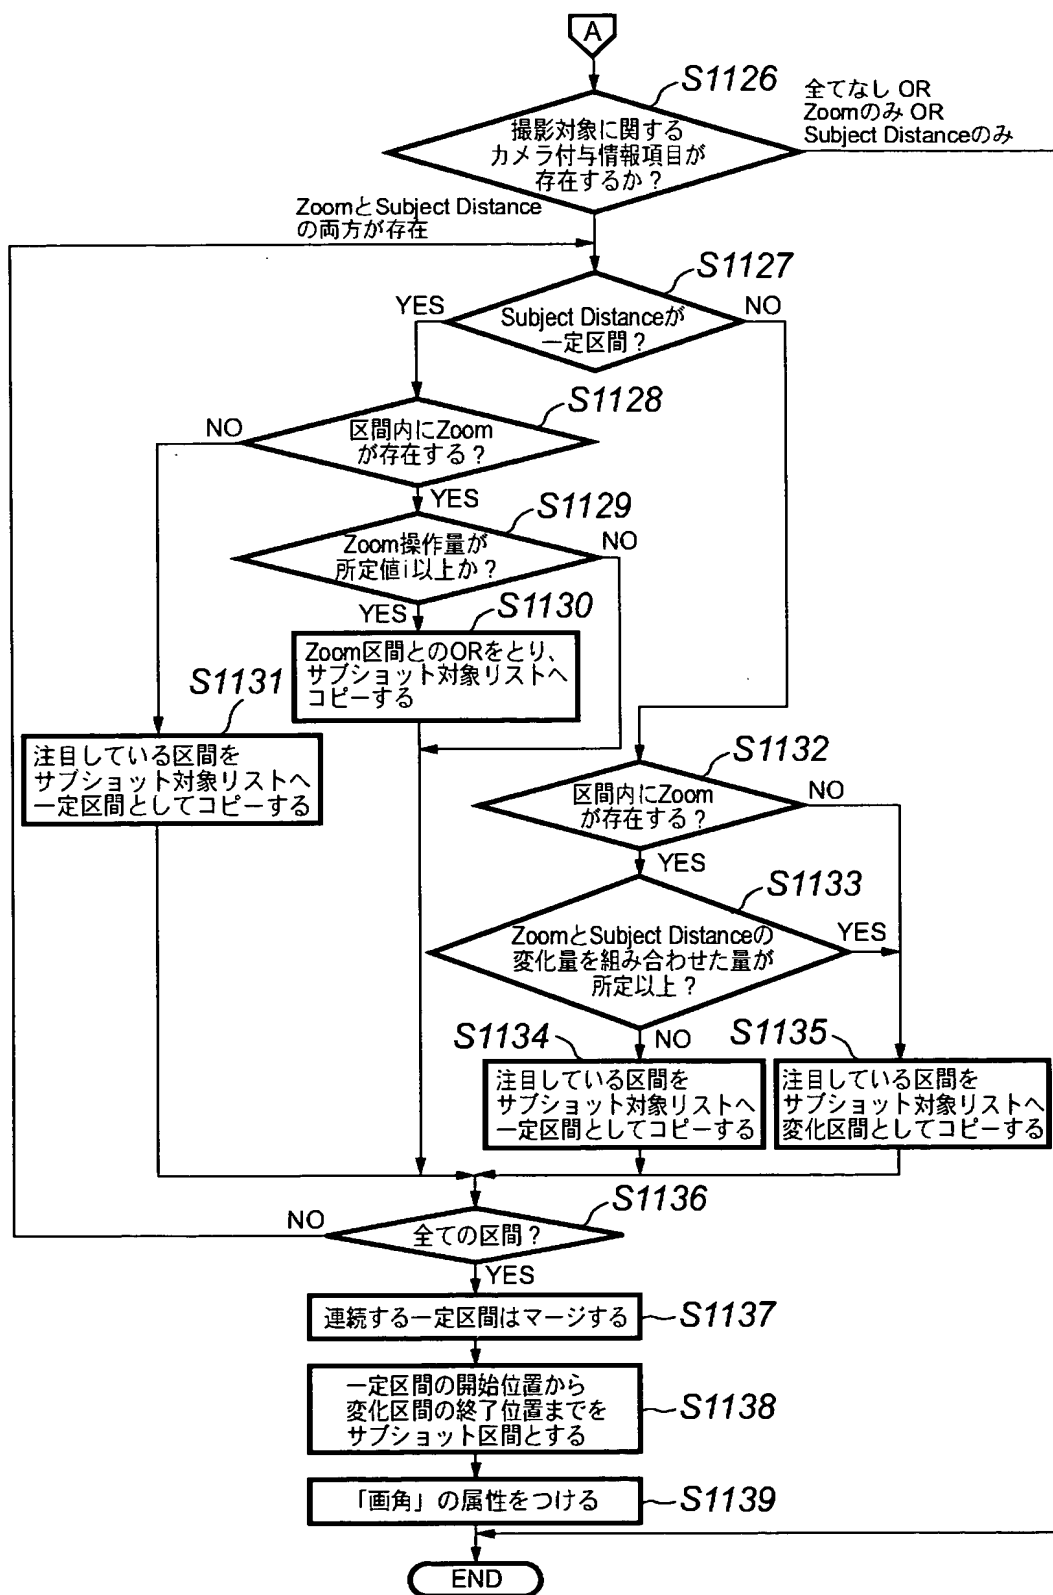 A
S1126
撮影対象に関する
カメラ付与情報項目が
存在するか？
全てなし OR
Zoomのみ OR
Subject Distanceのみ
ZoomとSubject Distance
の両方が存在
S1127
YES
NO
Subject Distanceが
一定区間？
S1128
NO
区間内にZoom
が存在する？
YES
S1129
Zoom操作量が
所定値i以上か？
NO
YES
S1130
Zoom区間とのORをとり、
サブショット対象リストへ
コピーする
S1131
注目している区間を
サブショット対象リストへ
一定区間としてコピーする
S1132
区間内にZoom
が存在する？
NO
YES
S1133
ZoomとSubject Distanceの
変化量を組み合わせた量が
所定以上？
YES
NO
S1134
注目している区間を
サブショット対象リストへ
一定区間としてコピーする
S1135
注目している区間を
サブショット対象リストへ
変化区間としてコピーする
S1136
NO
全ての区間？
YES
連続する一定区間はマージする
S1137
一定区間の開始位置から
変化区間の終了位置までを
サブショット区間とする
S1138
「画角」の属性をつける
S1139
END